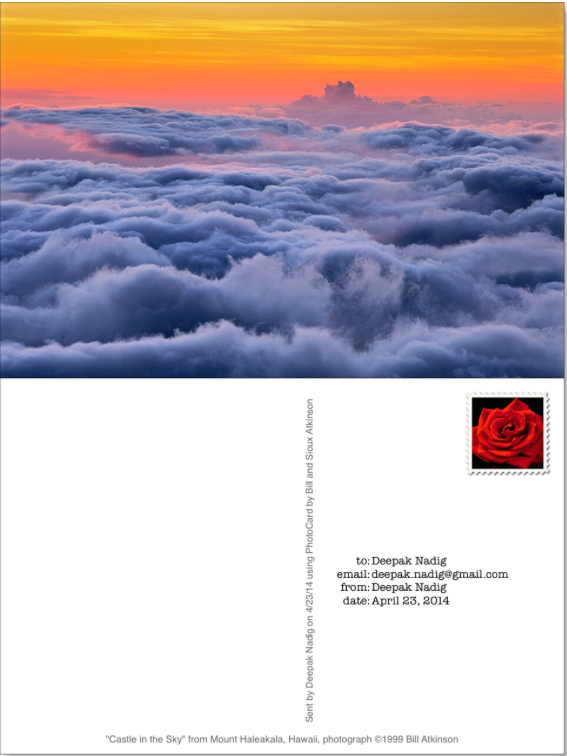 Sent by Deepak Nadig on 4/23/14 using PhotoCard by Bill and Sioux Atkinson
to: Deepak Nadig
email: deepak.nadig@gmail.com
from: Deepak Nadig
date: April 23, 2014
"Castle in the Sky" from Mount Haleakala, Hawaii, photograph ©1999 Bill Atkinson